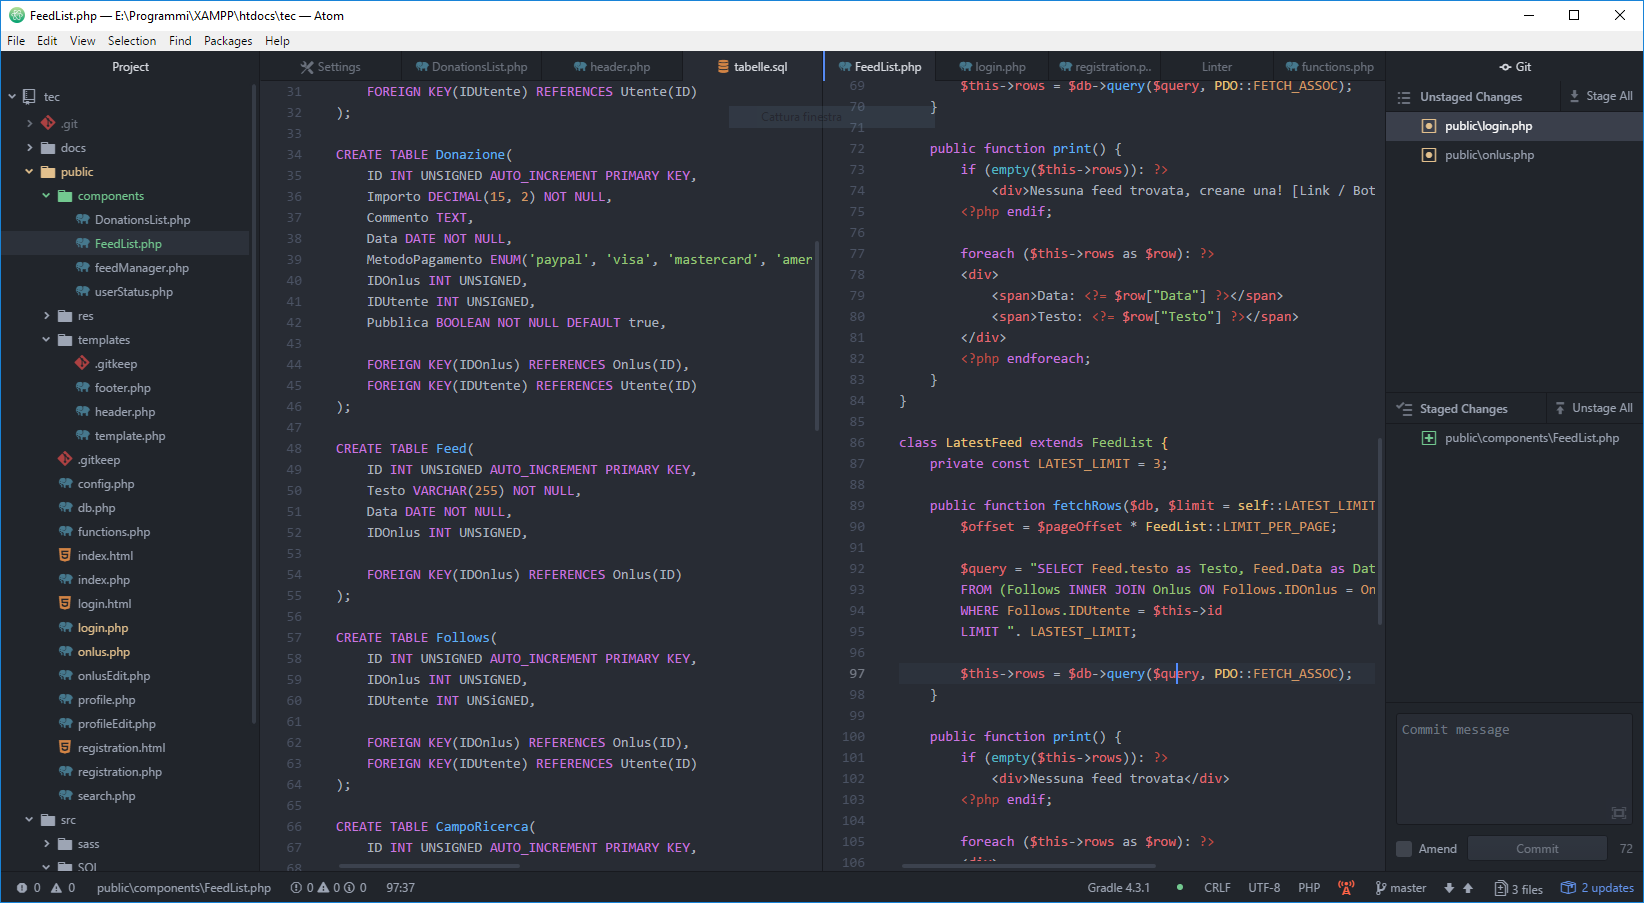 FeedList.php — E:\Programmi\XAMPP\htdocs\tec — Atom
File Edit View Selection Find Packages Help
Project
tec
.git
docs
public
components
DonationsList.php
FeedList.php
feedManager.php
userStatus.php
res
templates
.gitkeep
footer.php
header.php
template.php
.gitkeep
config.php
db.php
functions.php
index.html
index.php
login.html
login.php
onlus.php
onlusEdit.php
profile.php
profileEdit.php
registration.html
registration.php
search.php
src
sass
SQL
Settings DonationsList.php header.php tabelle.sql
31 FOREIGN KEY(IDUtente) REFERENCES Utente(ID)
32 );
33
34 CREATE TABLE Donazione(
35 ID INT UNSIGNED AUTO_INCREMENT PRIMARY KEY,
36 Importo DECIMAL(15, 2) NOT NULL,
37 Commento TEXT,
38 Data DATE NOT NULL,
39 MetodoPagamento ENUM('paypal', 'visa', 'mastercard', 'amer
40 IDOnlus INT UNSIGNED,
41 IDUtente INT UNSIGNED,
42 Pubblica BOOLEAN NOT NULL DEFAULT true,
43
44 FOREIGN KEY(IDOnlus) REFERENCES Onlus(ID),
45 FOREIGN KEY(IDUtente) REFERENCES Utente(ID)
46 );
47
48 CREATE TABLE Feed(
49 ID INT UNSIGNED AUTO_INCREMENT PRIMARY KEY,
50 Testo VARCHAR(255) NOT NULL,
51 Data DATE NOT NULL,
52 IDOnlus INT UNSIGNED,
53
54 FOREIGN KEY(IDOnlus) REFERENCES Onlus(ID)
55 );
56
57 CREATE TABLE Follows(
58 ID INT UNSIGNED AUTO_INCREMENT PRIMARY KEY,
59 IDOnlus INT UNSIGNED,
60 IDUtente INT UNSiGNED,
61
62 FOREIGN KEY(IDOnlus) REFERENCES Onlus(ID),
63 FOREIGN KEY(IDUtente) REFERENCES Utente(ID)
64 );
65
66 CREATE TABLE CampoRicerca(
67 ID INT UNSIGNED AUTO_INCREMENT PRIMARY KEY,
68
Cattura finestra
FeedList.php login.php registration.p.. Linter functions.php
69 $this->rows = $db->query($query, PDO::FETCH_ASSOC);
70 }
71
72 public function print() {
73 if (empty($this->rows)): ?>
74 <div>Nessuna feed trovata, creane una! [Link / Bot
75 <?php endif;
76
77 foreach ($this->rows as $row): ?>
78 <div>
79 <span>Data: <?= $row["Data"] ?></span>
80 <span>Testo: <?= $row["Testo"] ?></span>
81 </div>
82 <?php endforeach;
83 }
84 }
85
86 class LatestFeed extends FeedList {
87 private const LATEST_LIMIT = 3;
88
89 public function fetchRows($db, $limit = self::LATEST_LIMIT
90 $offset = $pageOffset * FeedList::LIMIT_PER_PAGE;
91
92 $query = "SELECT Feed.testo as Testo, Feed.Data as Dat
93 FROM (Follows INNER JOIN Onlus ON Follows.IDOnlus = On
94 WHERE Follows.IDUtente = $this->id
95 LIMIT ". LASTEST_LIMIT;
96
97 $this->rows = $db->query($query, PDO::FETCH_ASSOC);
98 }
99
100 public function print() {
101 if (empty($this->rows)): ?>
102 <div>Nessuna feed trovata</div>
103 <?php endif;
104
105 foreach ($this->rows as $row): ?>
106 <div>
Git
Unstaged Changes Stage All
public\login.php
public\onlus.php
Staged Changes Unstage All
public\components\FeedList.php
Commit message
Amend Commit 72
0 0 public\components\FeedList.php 0 0 0 97:37 Gradle 4.3.1 CRLF UTF-8 PHP master 3 files 2 updates